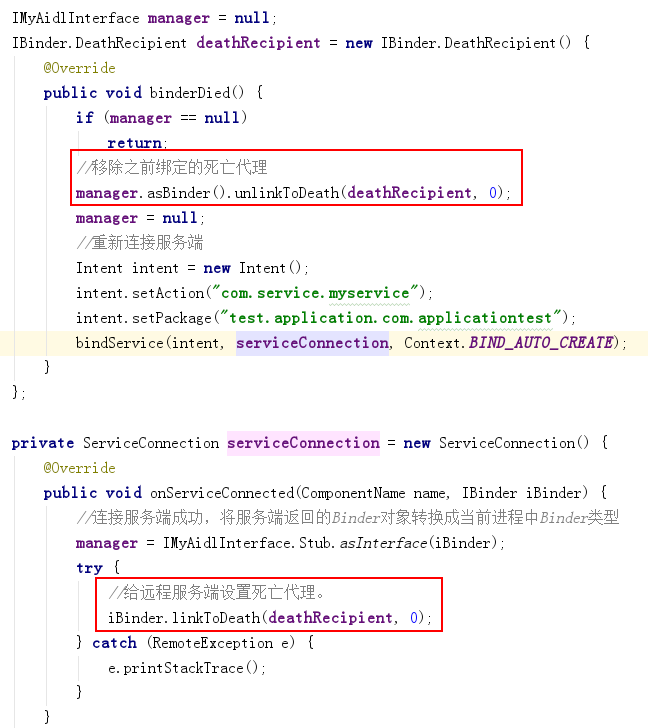 IMyAidlInterface manager = null;
IBinder.DeathRecipient deathRecipient = new IBinder.DeathRecipient() {
@Override
public void binderDied() {
if (manager == null)
return;
//移除之前绑定的死亡代理
manager.asBinder().unlinkToDeath(deathRecipient, 0);
manager = null;
//重新连接服务端
Intent intent = new Intent();
intent.setAction("com.service.myservice");
intent.setPackage("test.application.com.applicationtest");
bindService(intent, serviceConnection, Context.BIND_AUTO_CREATE);
}
};
private ServiceConnection serviceConnection = new ServiceConnection() {
@Override
public void onServiceConnected(ComponentName name, IBinder iBinder) {
//连接服务端成功，将服务端返回的Binder对象转换成当前进程中Binder类型
manager = IMyAidlInterface.Stub.asInterface(iBinder);
try {
//给远程服务端设置死亡代理。
iBinder.linkToDeath(deathRecipient, 0);
} catch (RemoteException e) {
e.printStackTrace();
}
}